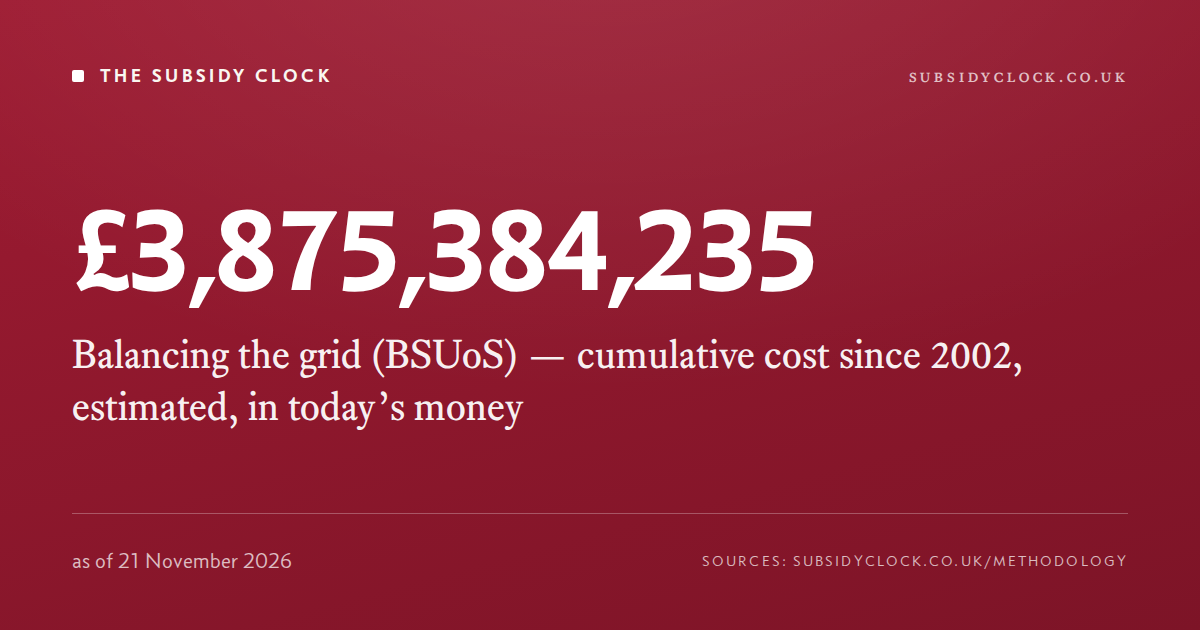 THE SUBSIDY CLOCK
SUBSIDYCLOCK.CO.UK
£3,875,384,235
Balancing the grid (BSUoS) — cumulative cost since 2002,
estimated, in today’s money
as of 21 November 2026
SOURCES: SUBSIDYCLOCK.CO.UK/METHODOLOGY